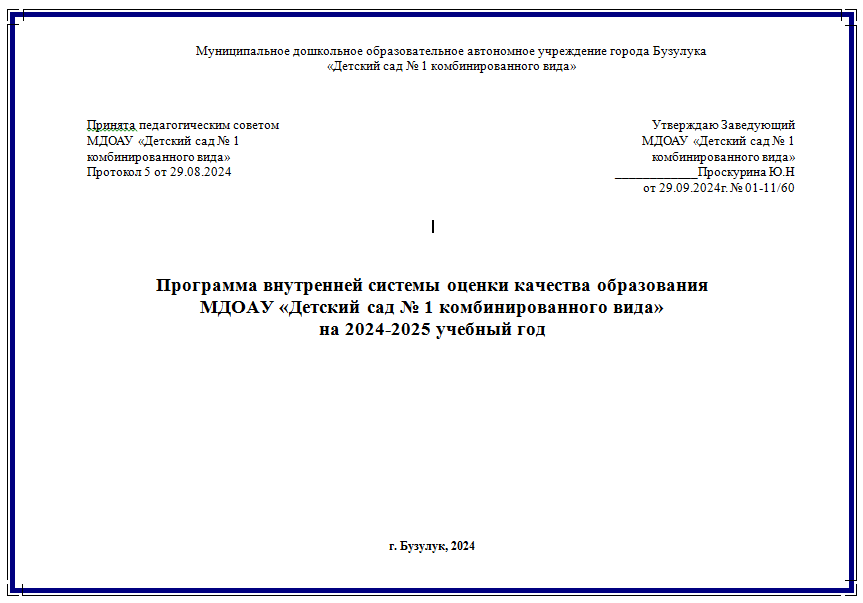 Муниципальное дошкольное образовательное автономное учреждение города Бузулука
«Детский сад № 1 комбинированного вида»
Принята педагогическим советом
МДОАУ «Детский сад № 1
комбинированного вида»
Протокол 5 от 29.08.2024
Утверждаю Заведующий
МДОАУ «Детский сад № 1
комбинированного вида»
____________Проскурина Ю.Н
от 29.09.2024г. № 01-11/60
Программа внутренней системы оценки качества образования
МДОАУ «Детский сад № 1 комбинированного вида»
на 2024-2025 учебный год
г. Бузулук, 2024